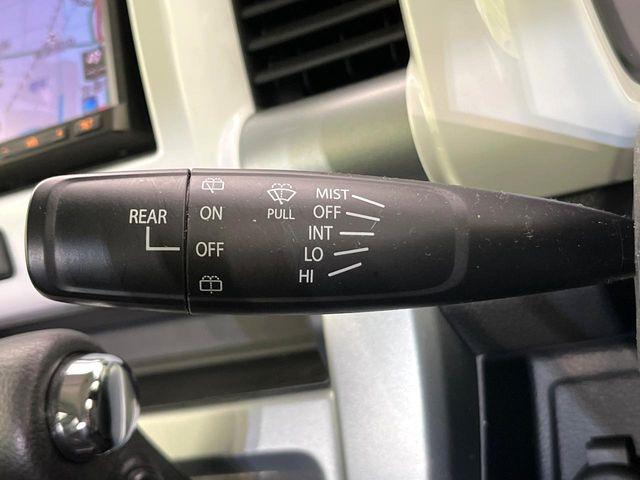 REAR
ON
OFF
PULL
MIST
OFF
INT
LO
HI